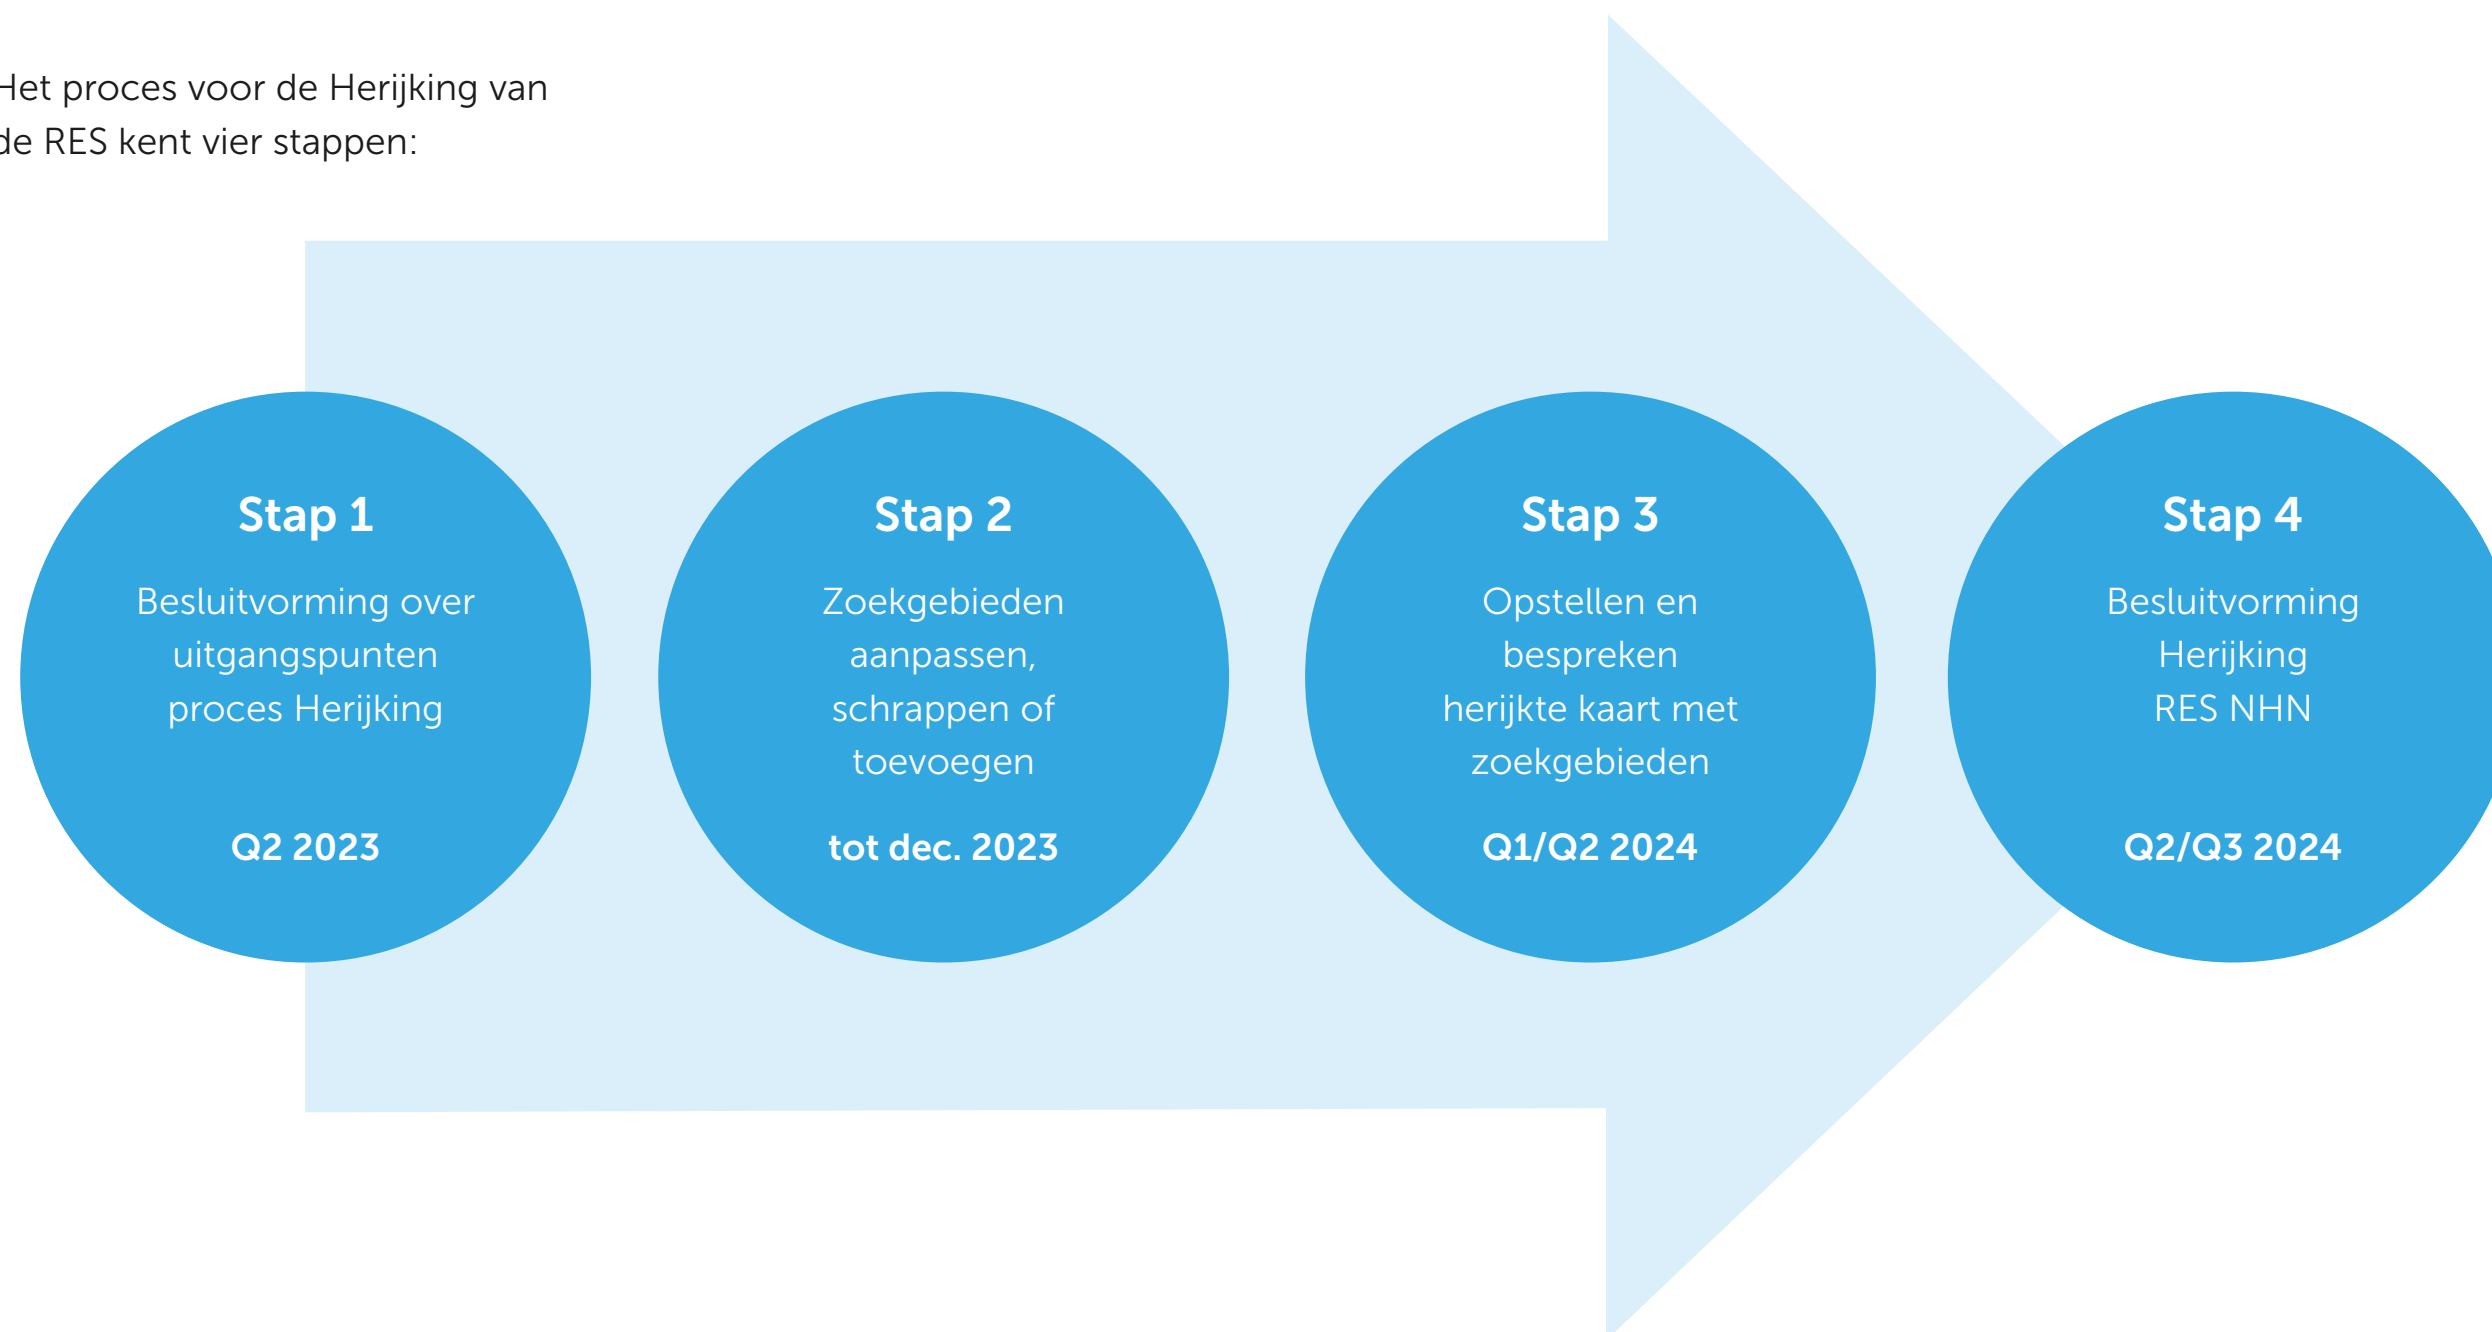 Het proces voor de Herijking van
de RES kent vier stappen:
Stap 1
Besluitvorming over
uitgangspunten
proces Herijking
Q2 2023
Stap 2
Zoekgebieden
aanpassen,
schrappen of
toevoegen
tot dec. 2023
Stap 3
Opstellen en
bespreken
herijkte kaart met
zoekgebieden
Q1/Q2 2024
Stap 4
Besluitvorming
Herijking
RES NHN
Q2/Q3 2024